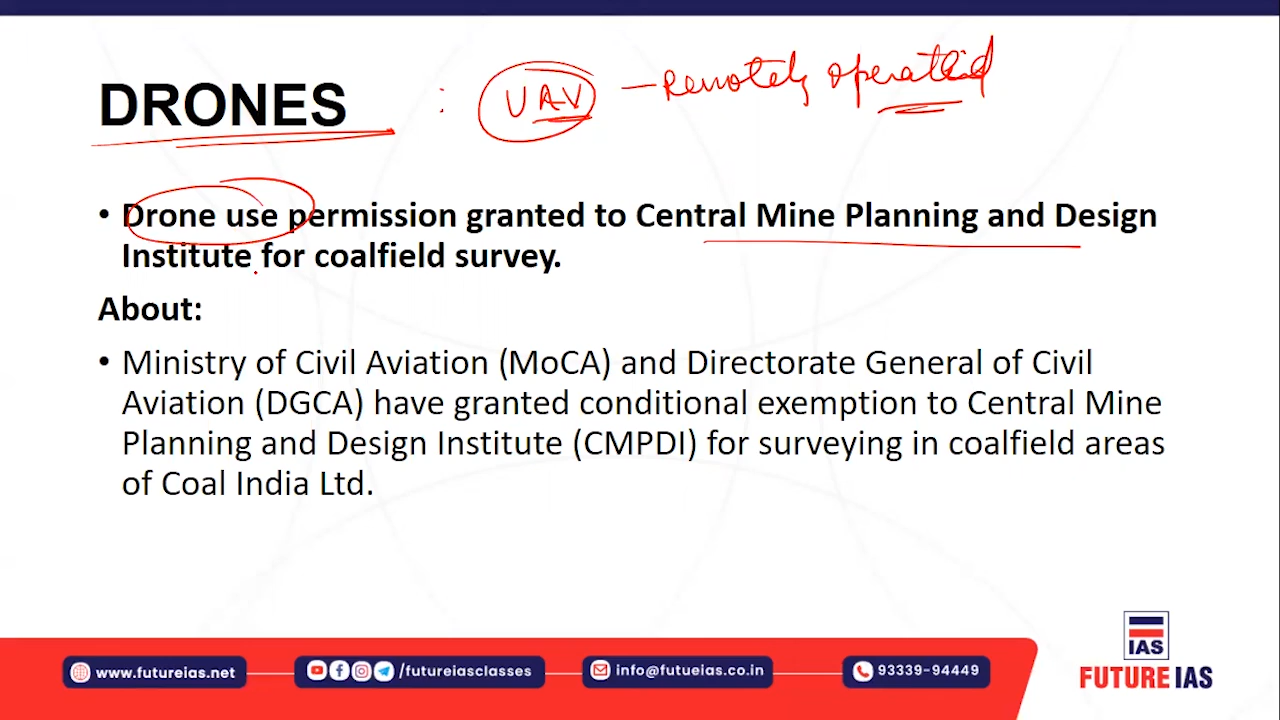 DRONES : UAV — Remotely operated
• Drone use permission granted to Central Mine Planning and Design
Institute for coalfield survey.
About:
• Ministry of Civil Aviation (MoCA) and Directorate General of Civil
Aviation (DGCA) have granted conditional exemption to Central Mine
Planning and Design Institute (CMPDI) for surveying in coalfield areas
of Coal India Ltd.
IAS
FUTURE IAS
www.futureias.net
/futureiasclasses
info@futueias.co.in
93339-94449